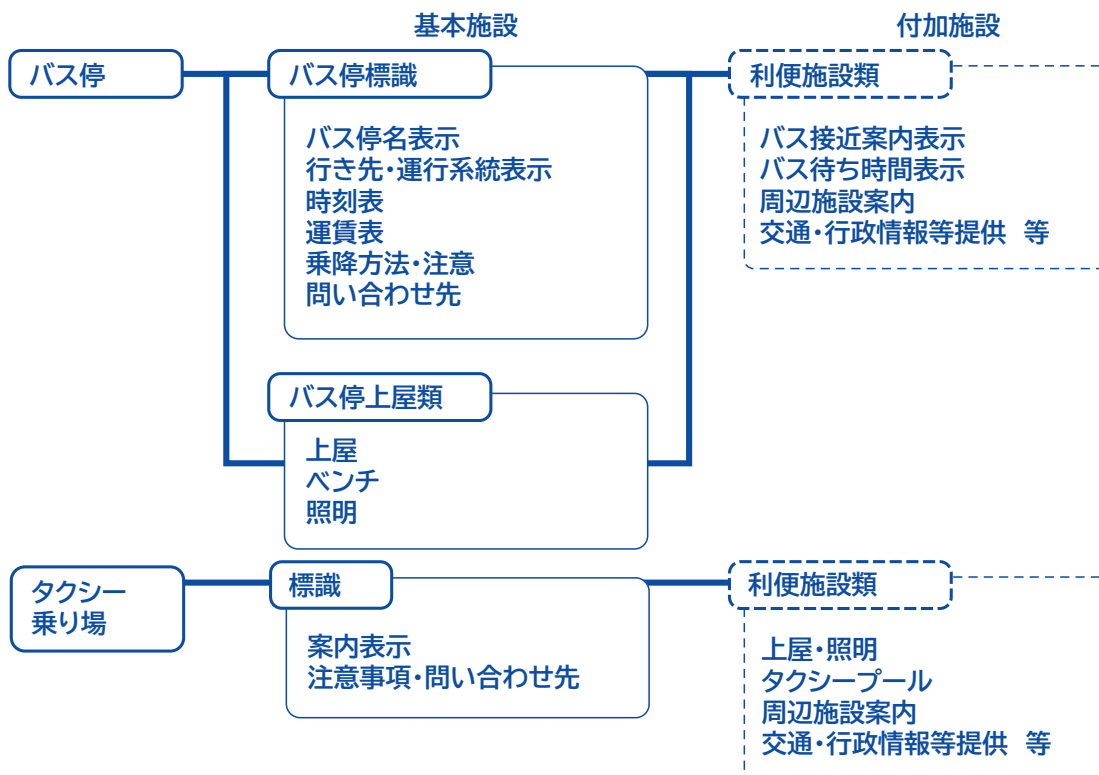 基本施設
付加施設
バス停
バス停標識
バス停名表示
行き先・運行系統表示
時刻表
運賃表
乗降方法・注意
問い合わせ先
利便施設類
バス接近案内表示
バス待ち時間表示
周辺施設案内
交通・行政情報等提供 等
バス停上屋類
上屋
ベンチ
照明
タクシー
乗り場
標識
案内表示
注意事項・問い合わせ先
利便施設類
上屋・照明
タクシープール
周辺施設案内
交通・行政情報等提供 等